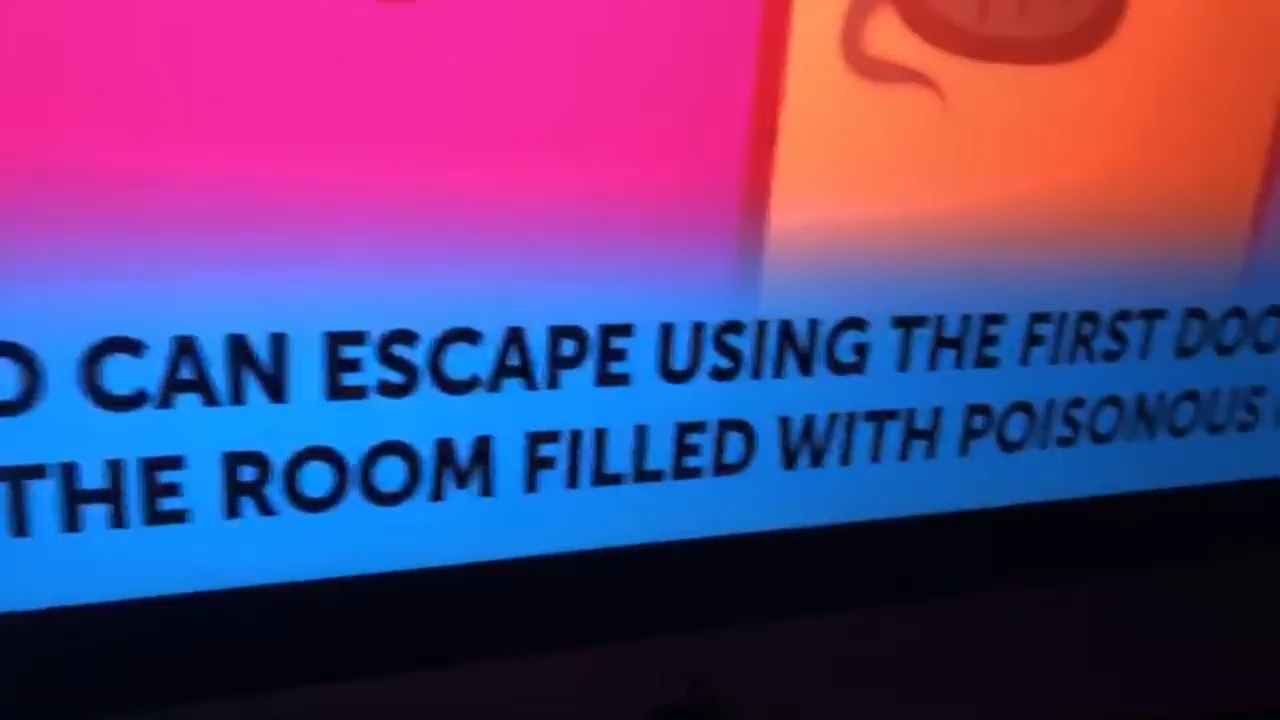 CAN ESCAPE USING THE FIRST
THE ROOM FILLED WITH POISONOUS